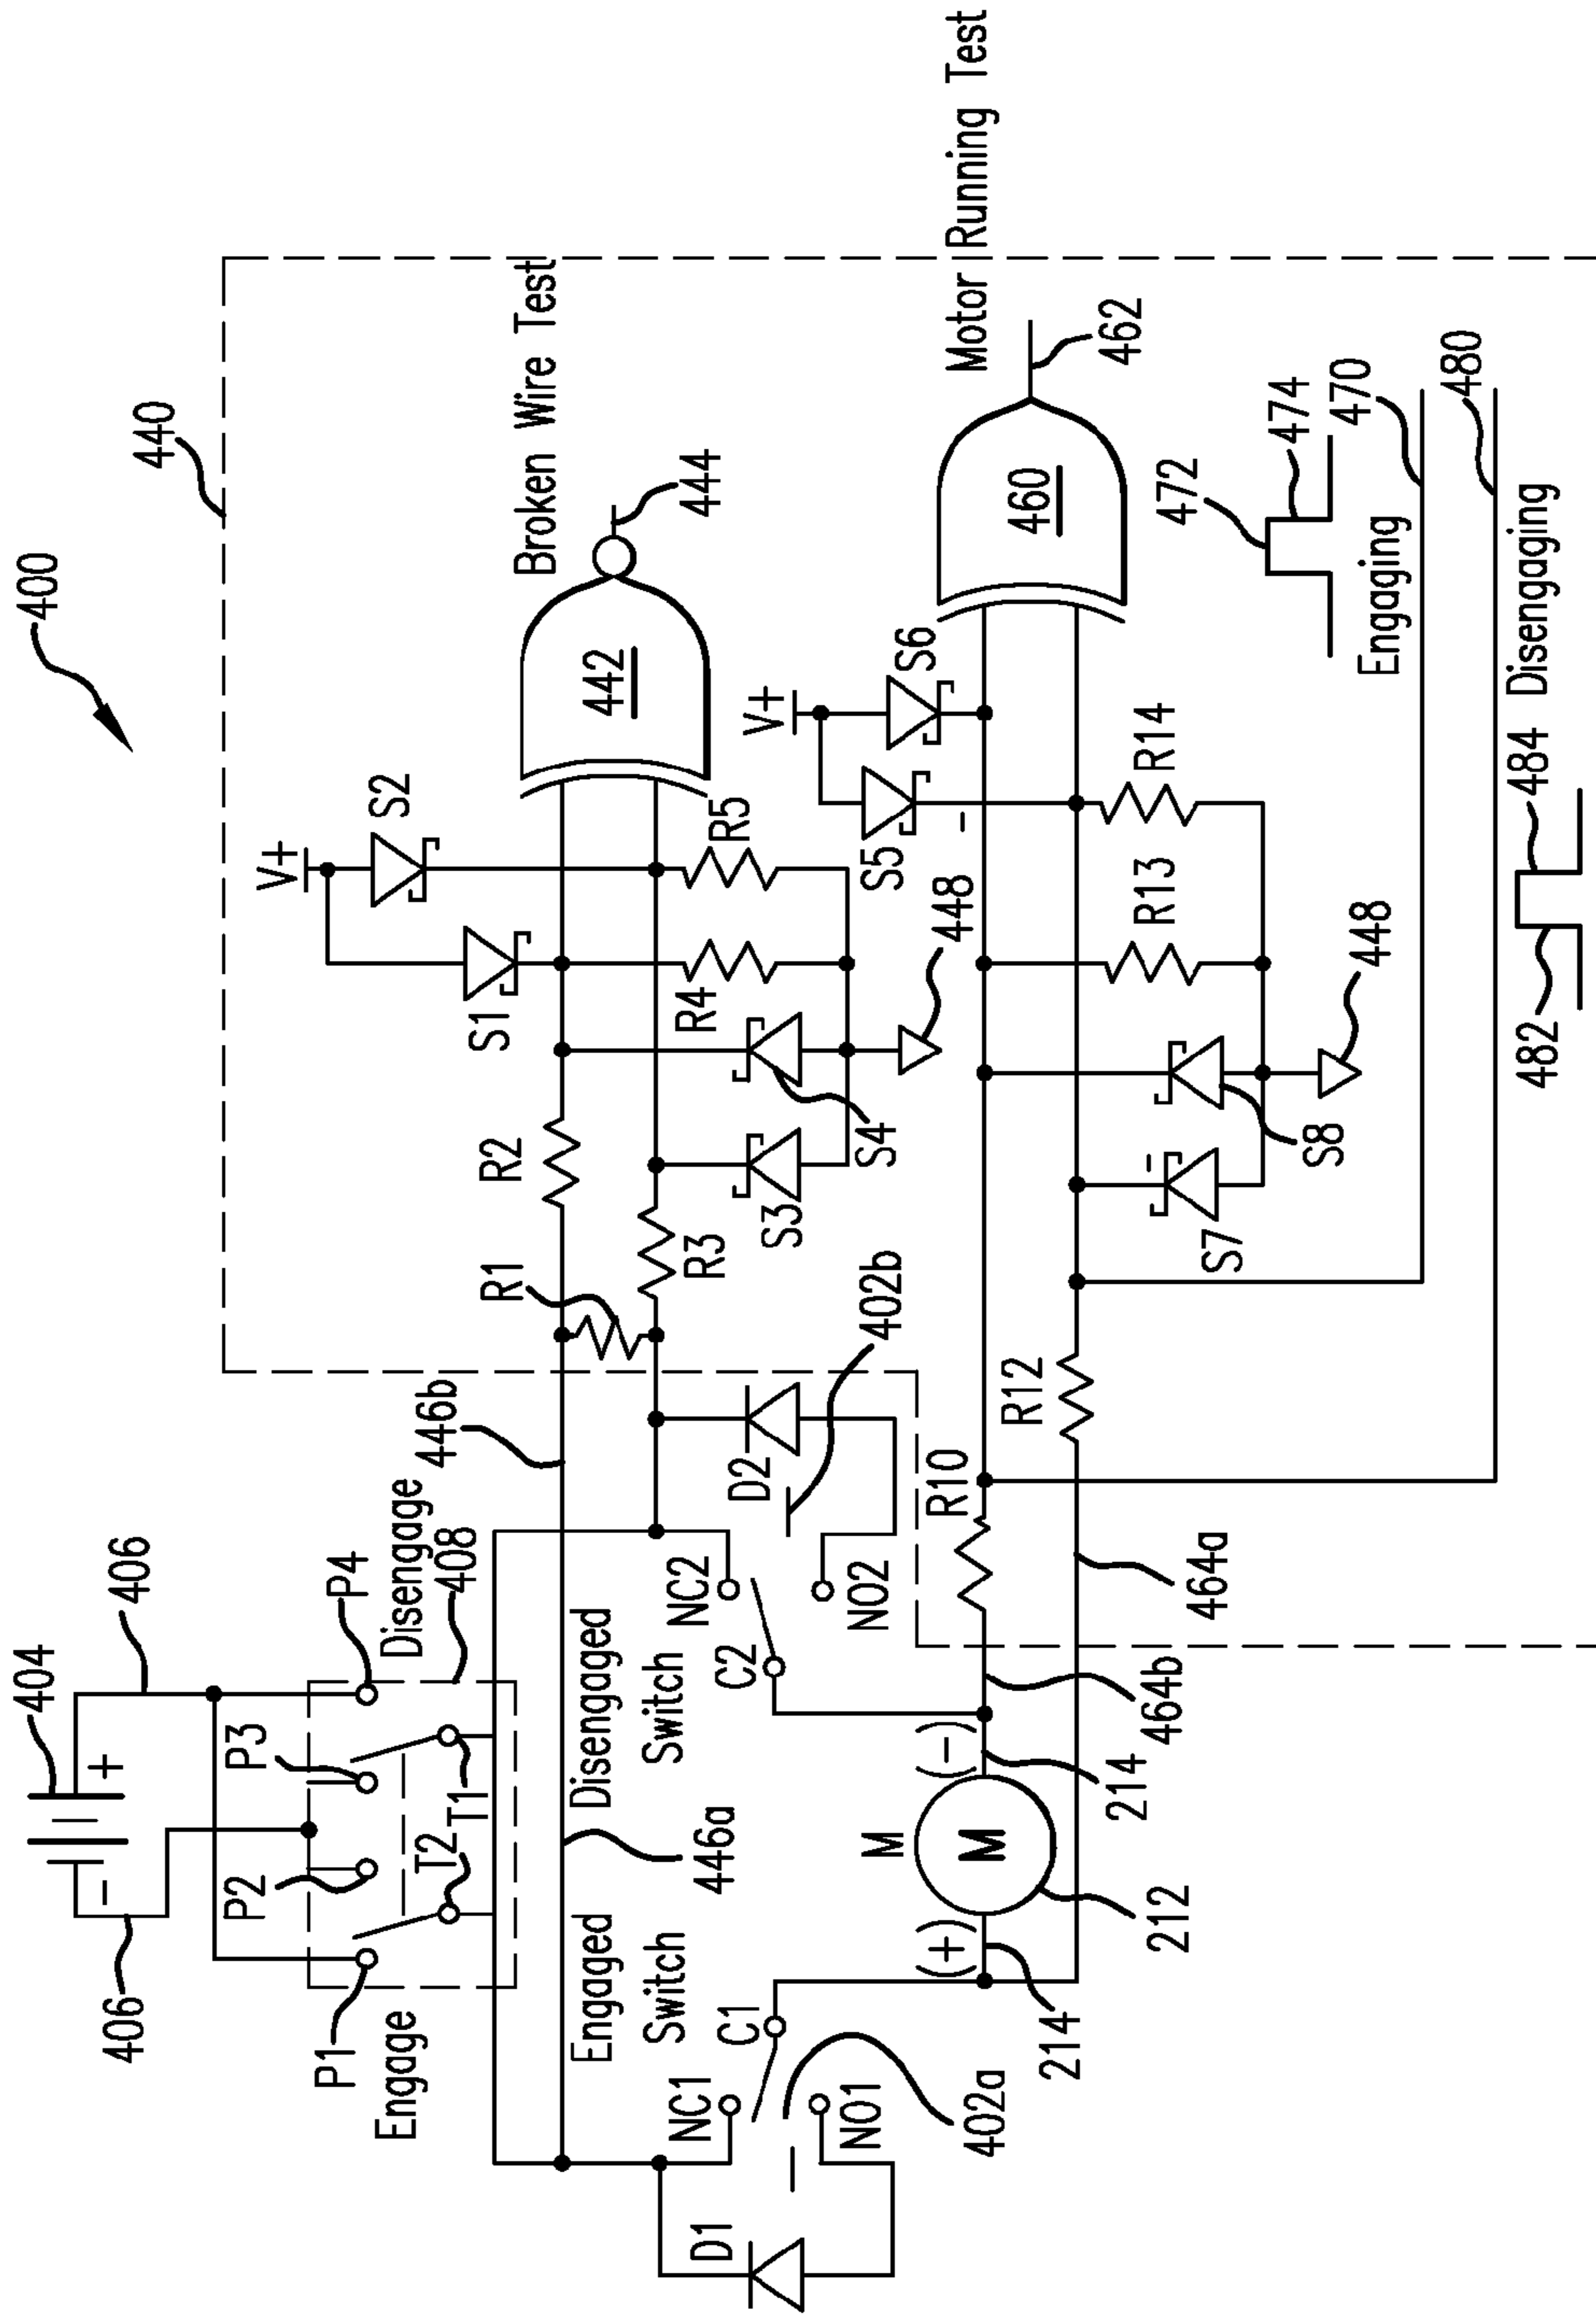 400
404
406
406
440
+
-
P1
P2
P3
P4
Engage
Disengage
408
T2
T1
446b
446a
Engaged
Switch
Disengaged
Switch
D1
NC1
C1
NO1
402a
NC2
C2
NO2
D2
402b
R1
R2
R3
R4
R5
S1
S2
S3
S4
V+
448
442
444
Broken Wire Test
M
M
(+)
(-)
214
214
212
464b
464a
R10
R12
R13
R14
S5
S6
S7
S8
V+
448
460
462
Motor Running Test
472
474
470
Engaging
480
482
484
Disengaging